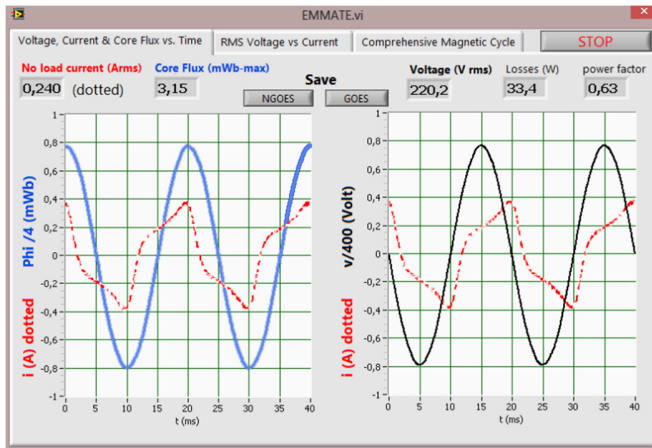 EMMATE.vi
Voltage, Current & Core Flux vs. Time
RMS Voltage vs Current
Comprehensive Magnetic Cycle
STOP
No load current (Arms)
Core Flux (mWb-max)
Save
Voltage (V rms)
Losses (W)
power factor
0,240
(dotted)
3,15
NGOES
GOES
220,2
33,4
0,63
i (A) dotted
Phi /4 (mWb)
1
0,8
0,6
0,4
0,2
0
-0,2
-0,4
-0,6
-0,8
-1
0 5 10 15 20 25 30 35 40
t (ms)
i (A) dotted
v/400 (Volt)
1
0,8
0,6
0,4
0,2
0
-0,2
-0,4
-0,6
-0,8
-1
0 5 10 15 20 25 30 35 40
t (ms)